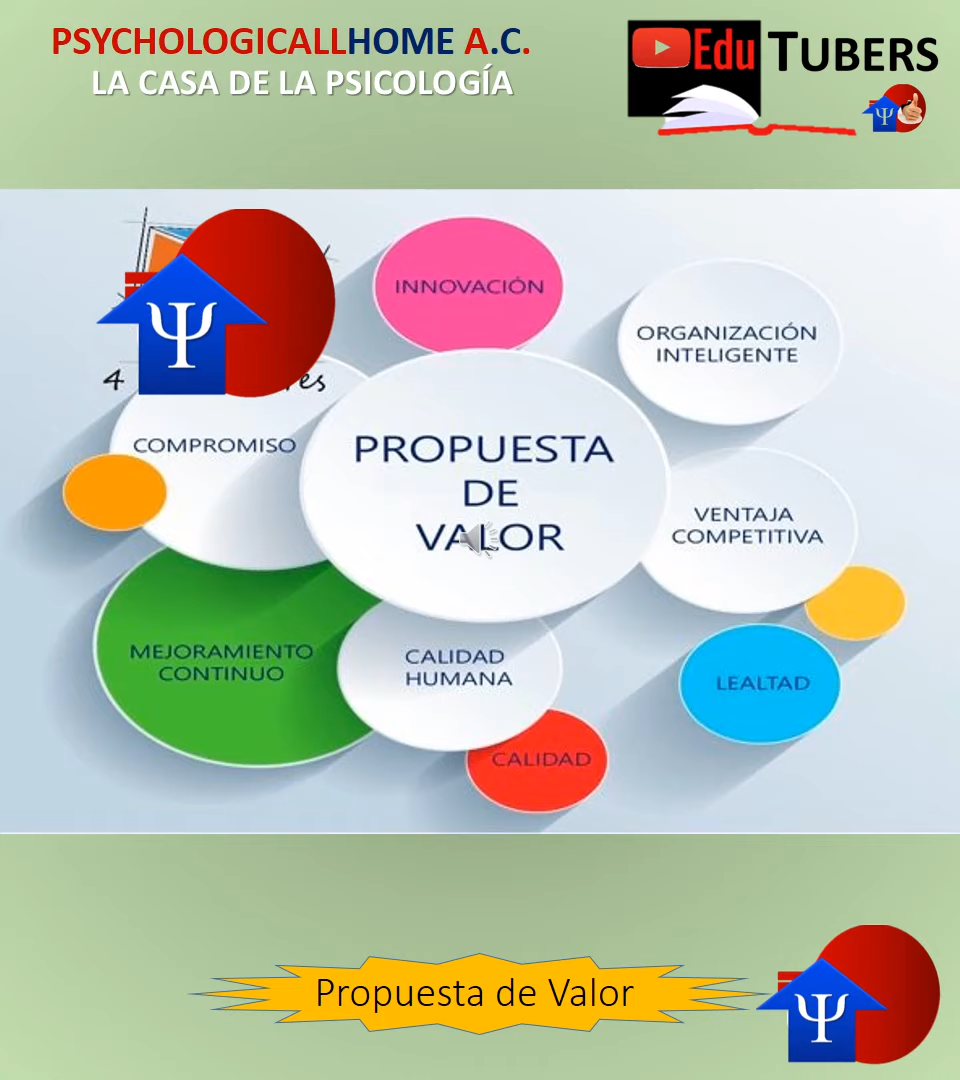 PSYCHOLOGICALLHOME A.C.
LA CASA DE LA PSICOLOGÍA
Edu TUBERS
Ψ
Ψ
4
INNOVACIÓN
ORGANIZACIÓN
INTELIGENTE
COMPROMISO
PROPUESTA
DE
VALOR
VENTAJA
COMPETITIVA
MEJORAMIENTO
CONTINUO
CALIDAD
HUMANA
LEALTAD
CALIDAD
Propuesta de Valor
Ψ